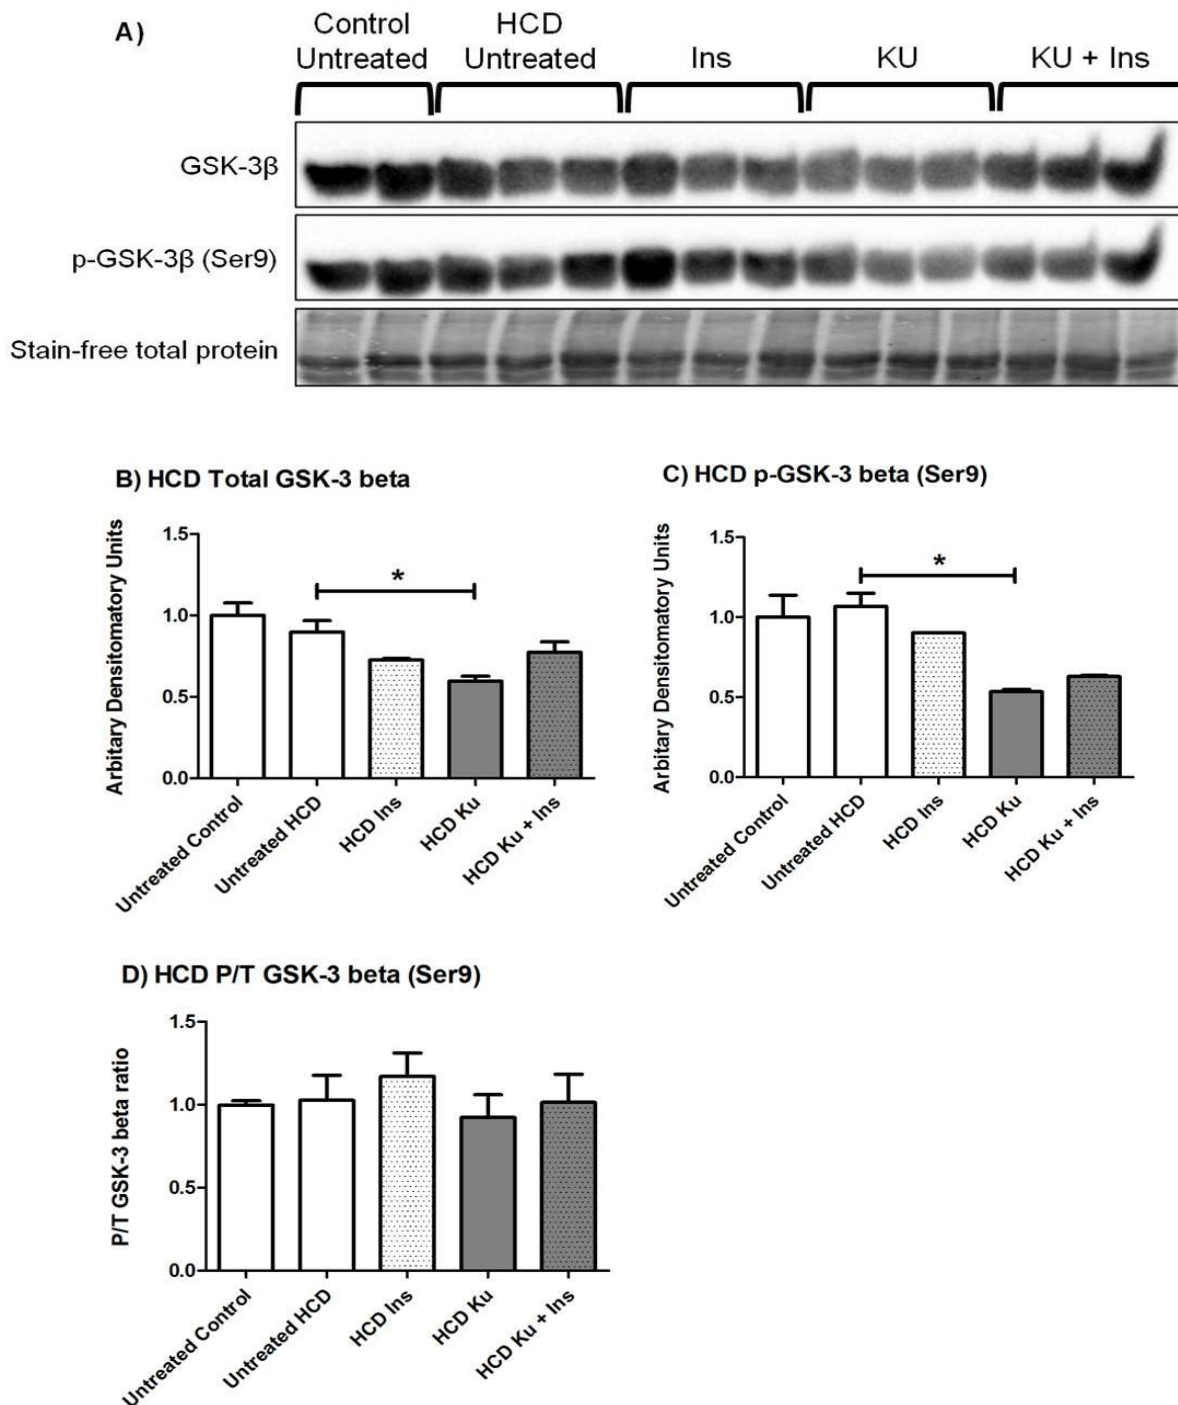 A)
Control
Untreated
HCD
Untreated
Ins
KU
KU + Ins
GSK-3β
p-GSK-3β (Ser9)
Stain-free total protein
B) HCD Total GSK-3 beta
Arbitary Densitomatory Units
1.5
1.0
0.5
0.0
*
Untreated Control
Untreated HCD
HCD Ins
HCD Ku
HCD Ku + Ins
C) HCD p-GSK-3 beta (Ser9)
Arbitary Densitomatory Units
1.5
1.0
0.5
0.0
*
Untreated Control
Untreated HCD
HCD Ins
HCD Ku
HCD Ku + Ins
D) HCD P/T GSK-3 beta (Ser9)
P/T GSK-3 beta ratio
1.5
1.0
0.5
0.0
Untreated Control
Untreated HCD
HCD Ins
HCD Ku
HCD Ku + Ins